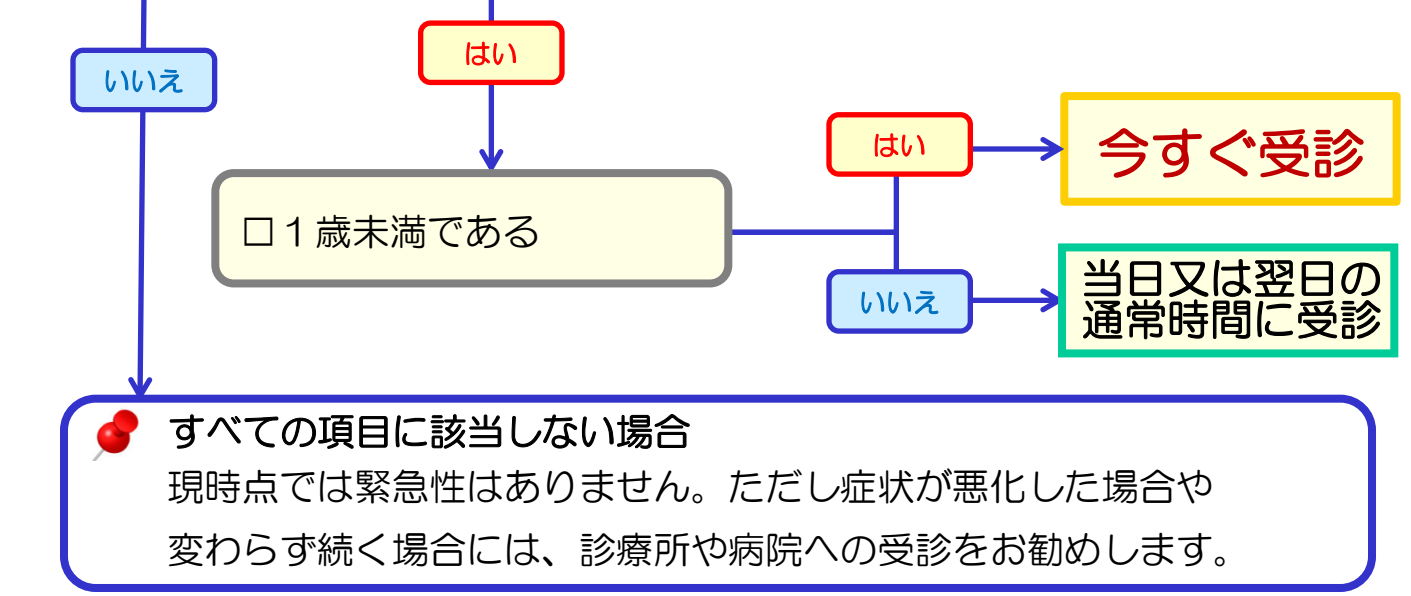 はい
いいえ
はい
今すぐ受診
□１歳未満である
いいえ
当日又は翌日の
通常時間に受診
すべての項目に該当しない場合
現時点では緊急性はありません。ただし症状が悪化した場合や
変わらず続く場合には、診療所や病院への受診をお勧めします。